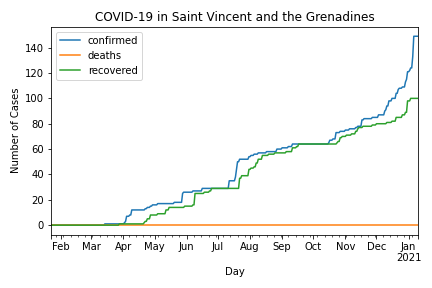 COVID-19 in Saint Vincent and the Grenadines
confirmed
deaths
recovered
Number of Cases
140
120
100
80
60
40
20
0
Feb Mar Apr May Jun Jul Aug Sep Oct Nov Dec Jan
2021
Day